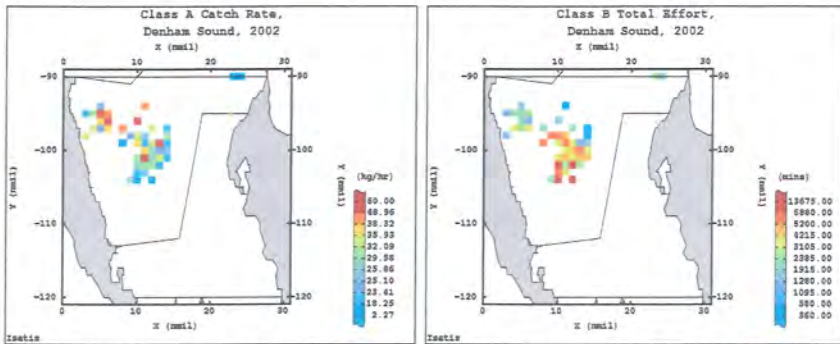 Class A Catch Rate,
Denham Sound, 2002
X (nmil)
0 10 20 30
-90 -90
-100 -100
-110 -110
-120 -120
Y (nmil)
Y (nmil)
(kg/hr)
60.00
48.96
38.32
35.93
32.09
29.58
25.86
25.10
23.41
18.25
2.27
0 10 20 30
X (nmil)
Isatis
Class B Total Effort,
Denham Sound, 2002
X (nmil)
0 10 20 30
-90 -90
-100 -100
-110 -110
-120 -120
Y (nmil)
Y (nmil)
(mins)
13675.00
6980.00
5200.00
4215.00
3105.00
2385.00
1915.00
1280.00
1095.00
580.00
360.00
0 10 20 30
X (nmil)
Isatis